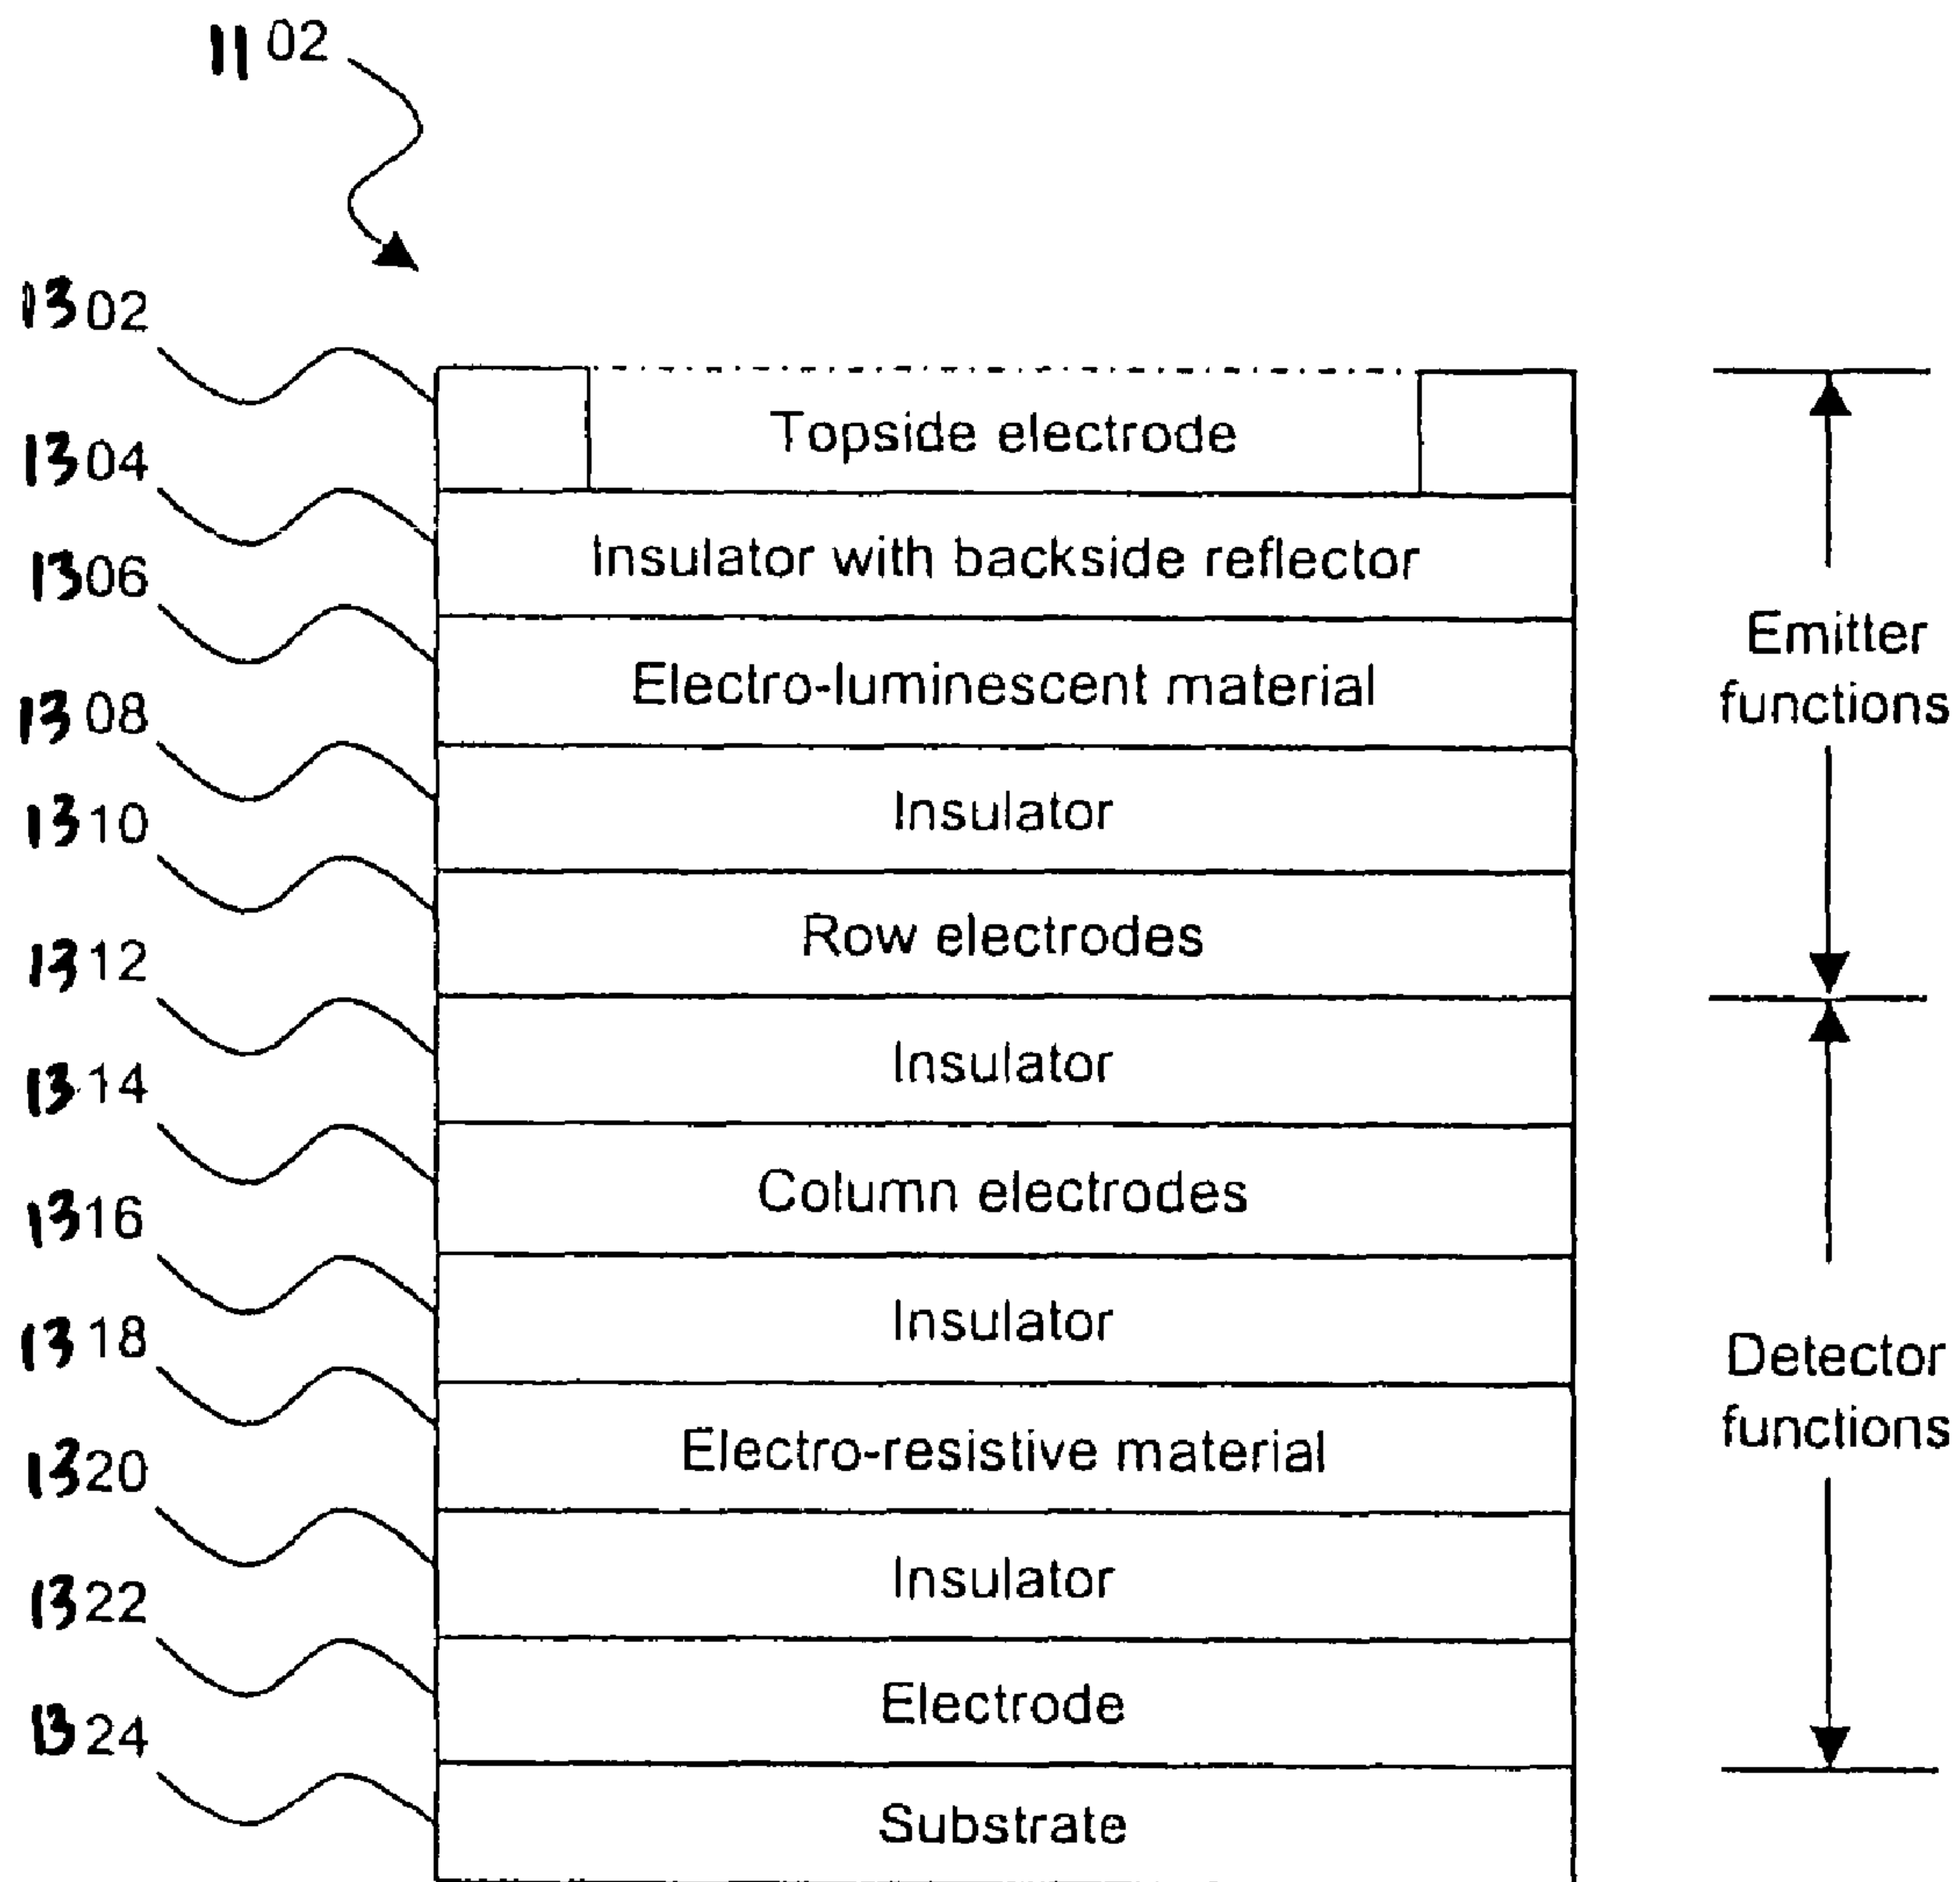 1102
1302
Topside electrode
1304
Insulator with backside reflector
1306
Electro-luminescent material
Emitter
functions
1308
Insulator
1310
Row electrodes
1312
Insulator
1314
Column electrodes
1316
Insulator
1318
Electro-resistive material
Detector
functions
1320
Insulator
1322
Electrode
1324
Substrate